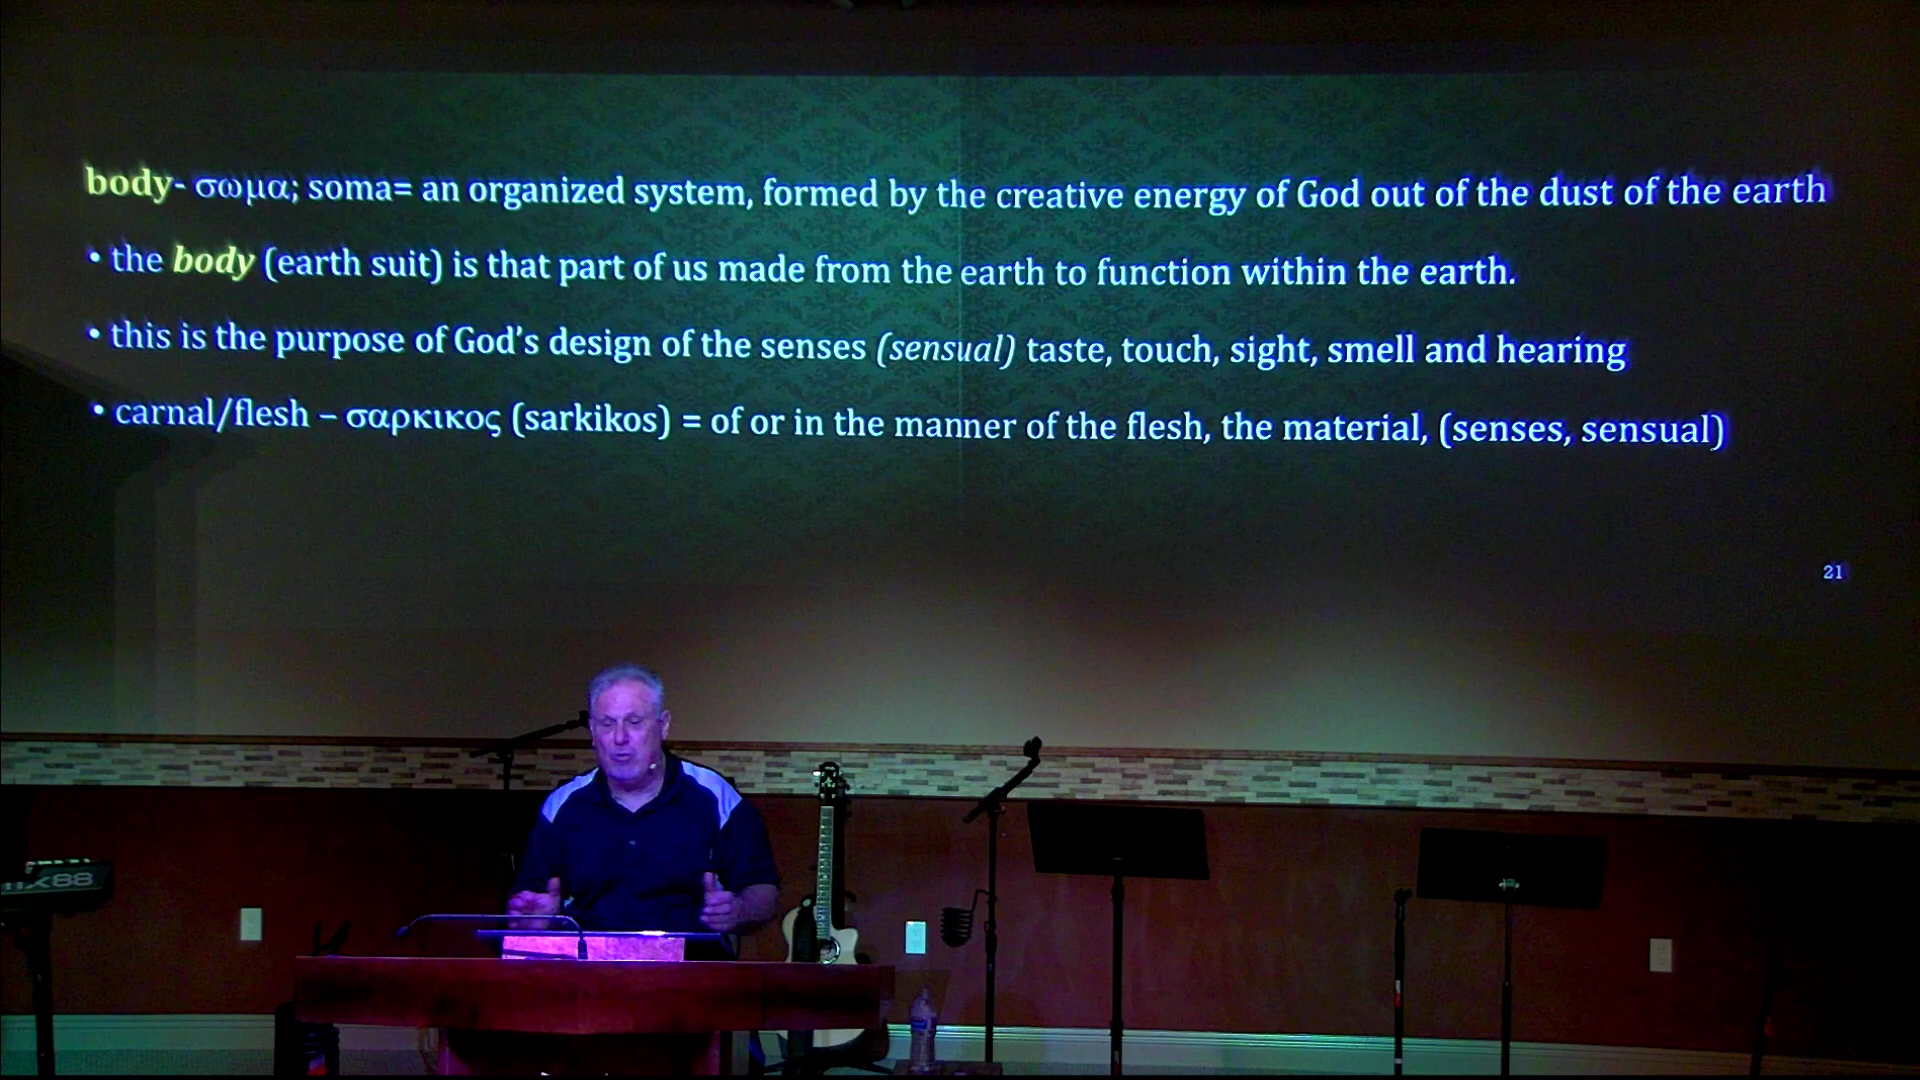 body- σωμα; soma= an organized system, formed by the creative energy of God out of the dust of the earth
• the body (earth suit) is that part of us made from the earth to function within the earth.
• this is the purpose of God's design of the senses (sensual) taste, touch, sight, smell and hearing
• carnal/flesh – σαρκικος (sarkikos) = of or in the manner of the flesh, the material, (senses, sensual)
21